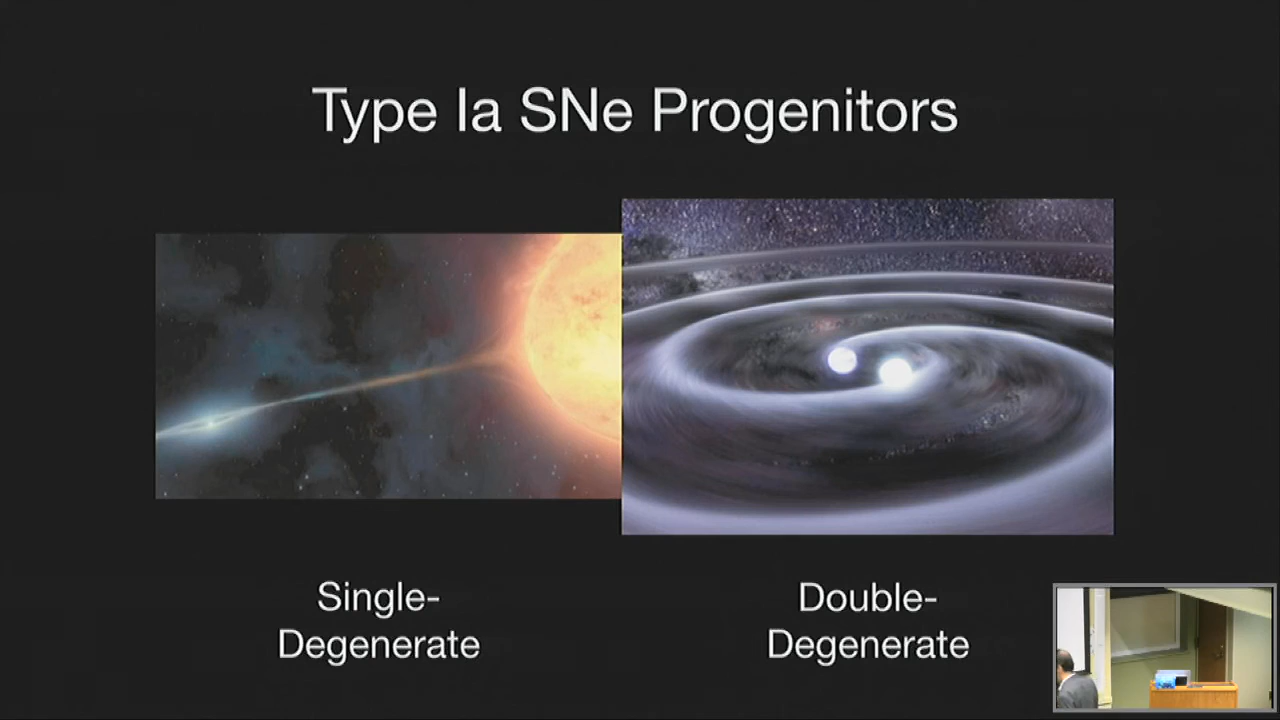 Type Ia SNe Progenitors
Single-
Degenerate
Double-
Degenerate